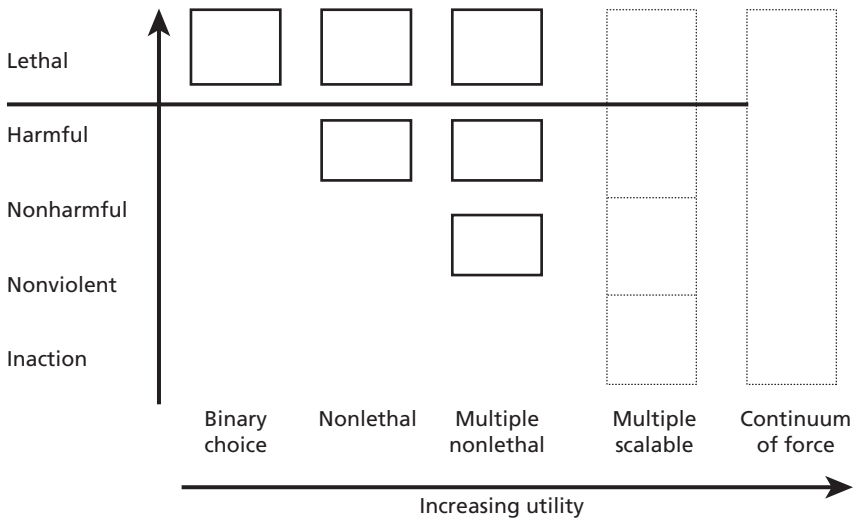 Lethal
Harmful
Nonharmful
Nonviolent
Inaction
Binary
choice
Nonlethal
Multiple
nonlethal
Multiple
scalable
Continuum
of force
Increasing utility